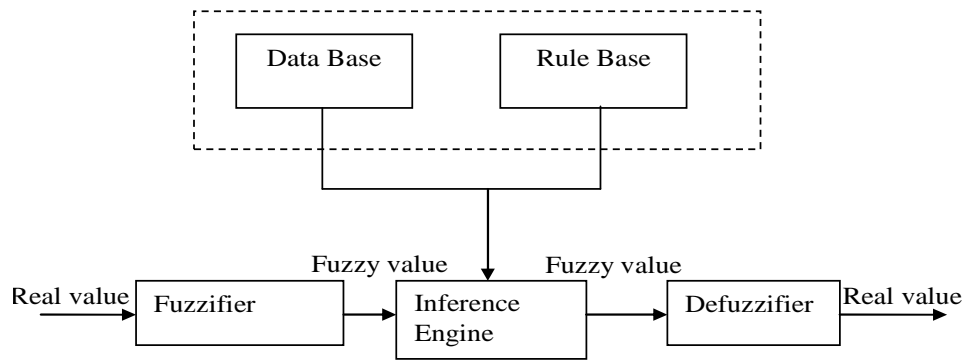 Data Base
Rule Base
Fuzzy value
Fuzzy value
Real value
Fuzzifier
Inference
Engine
Defuzzifier
Real value